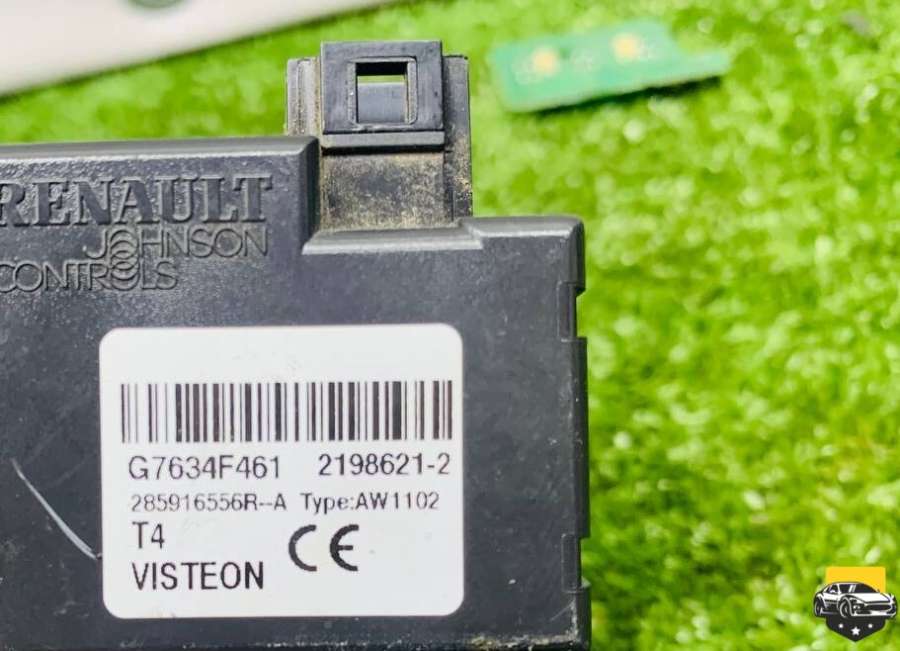 RENAULT
JOHNSON
CONTROLS
G7634F461 2198621-2
285916556R--A Type:AW1102
T4 CE
VISTEON